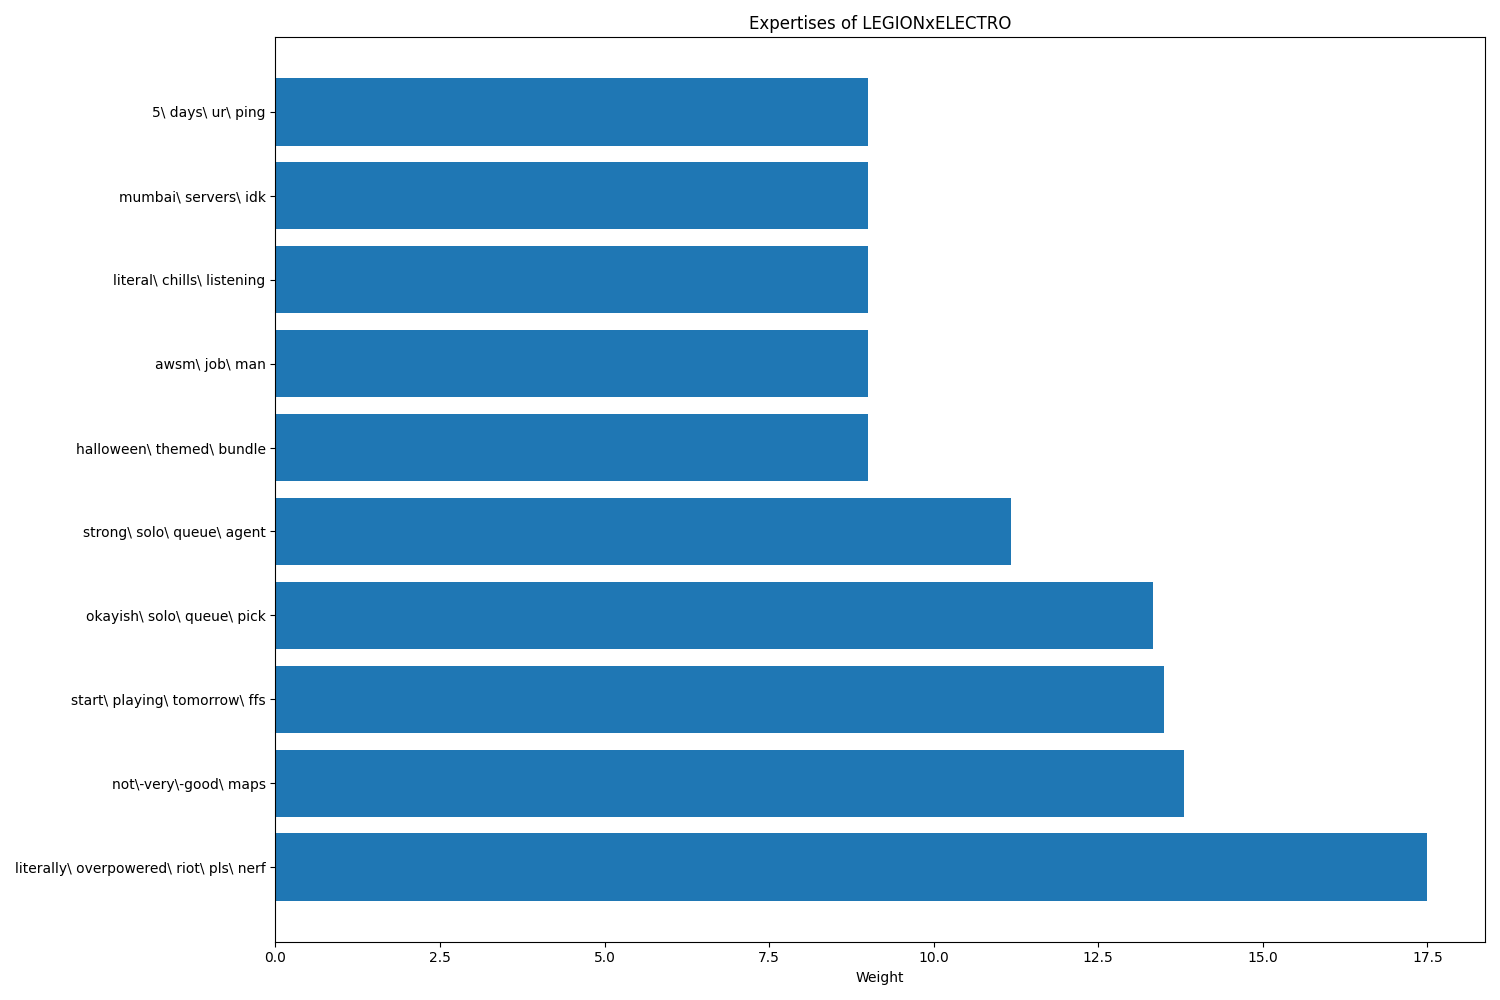 Expertises of LEGIONxELECTRO
5\ days\ ur\ ping
mumbai\ servers\ idk
literal\ chills\ listening
awsm\ job\ man
halloween\ themed\ bundle
strong\ solo\ queue\ agent
okayish\ solo\ queue\ pick
start\ playing\ tomorrow\ ffs
not\-very\-good\ maps
literally\ overpowered\ riot\ pls\ nerf
0.0 2.5 5.0 7.5 10.0 12.5 15.0 17.5
Weight